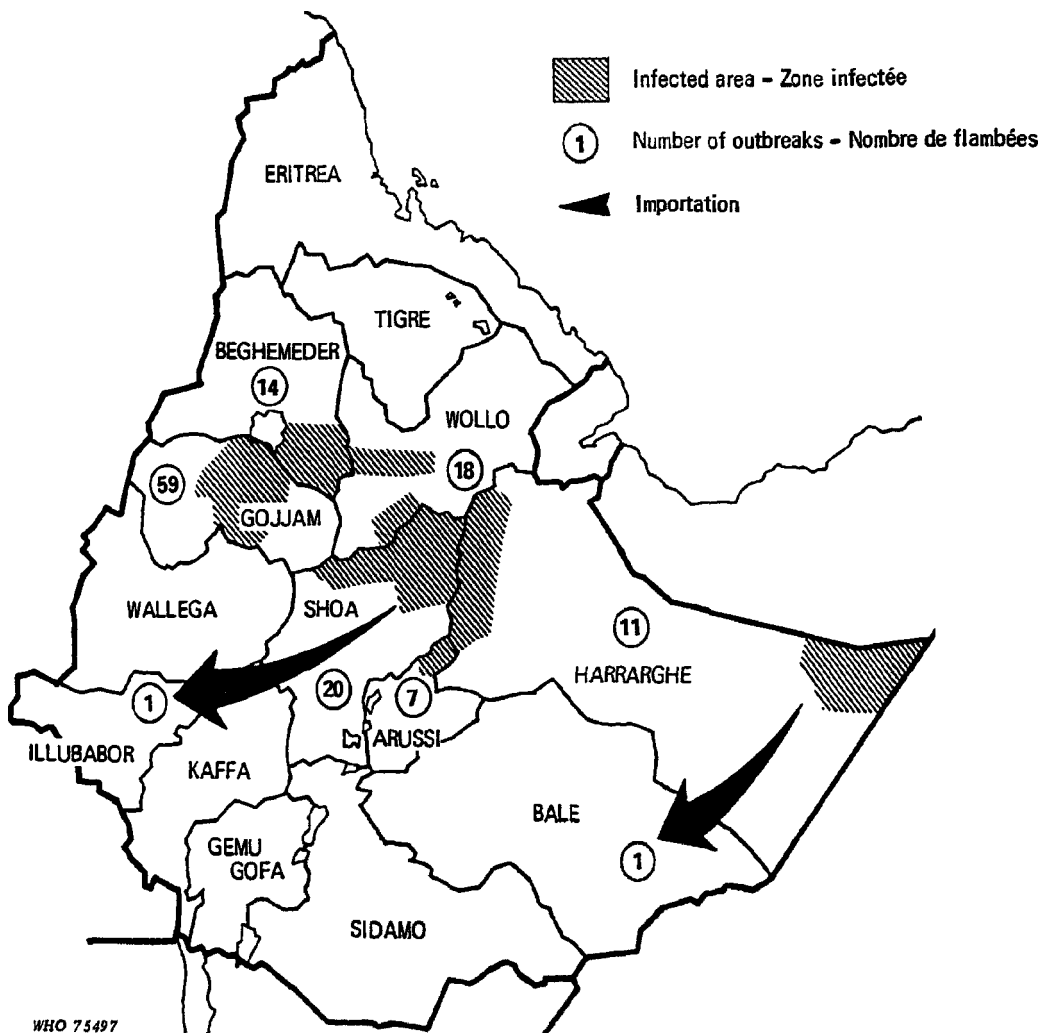 Infected area – Zone infectée
1 Number of outbreaks – Nombre de flambées
Importation
ERITREA
TIGRE
BEGHEMEDER
14
WOLLO
18
59
GOJJAM
WALLEGA
SHOA
11
HARRARGHE
1
20
7
ILLUBABOR
ARUSSI
KAFFA
BALE
GEMU
GOFA
1
SIDAMO
WHO 75497